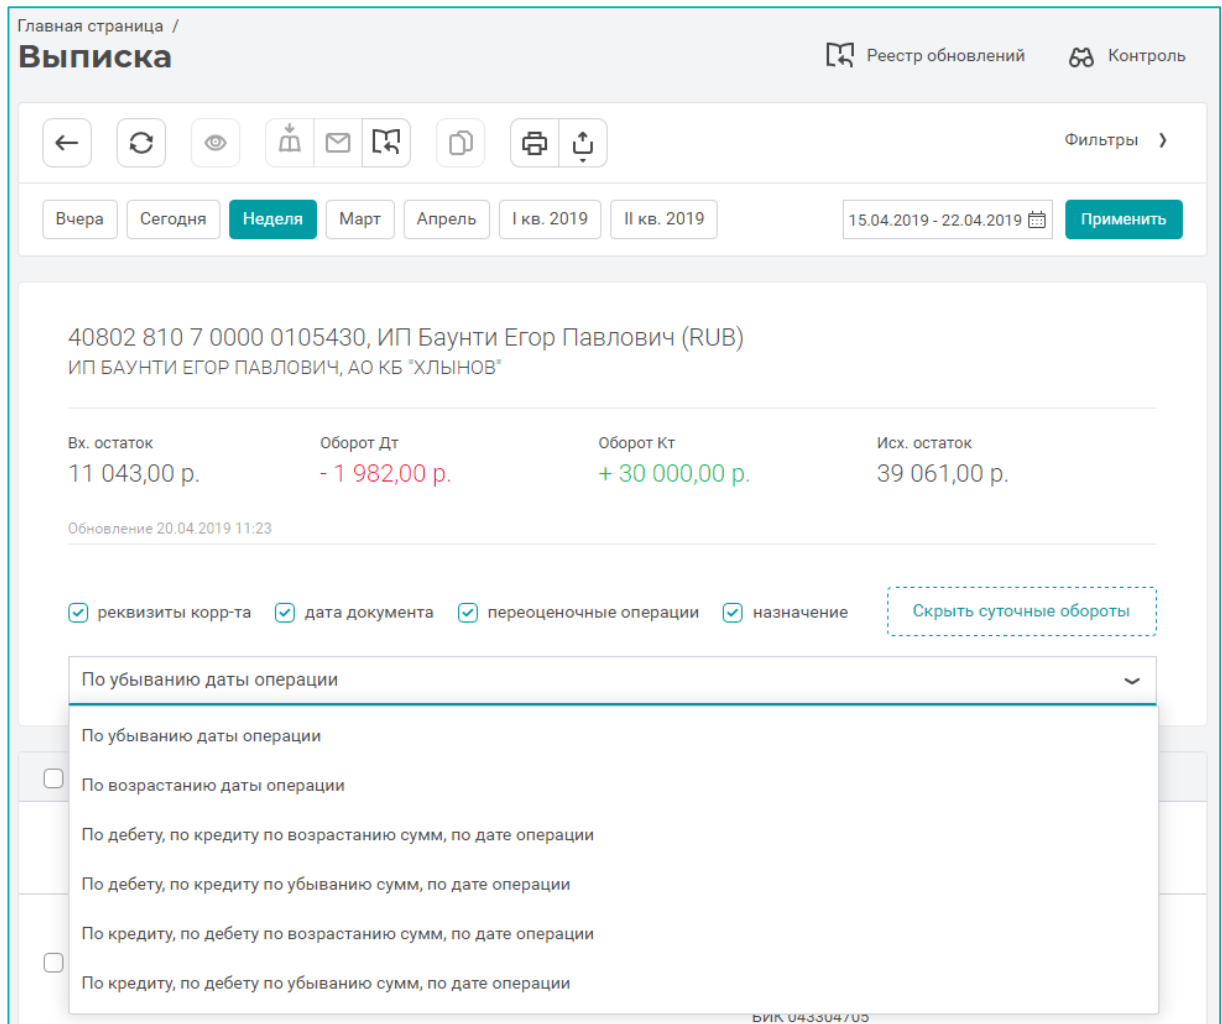 Главная страница /
Выписка
Реестр обновлений
Контроль
Фильтры
Вчера Сегодня Неделя Март Апрель I кв. 2019 II кв. 2019 15.04.2019 - 22.04.2019 Применить
40802 810 7 0000 0105430, ИП Баунти Егор Павлович (RUB)
ИП БАУНТИ ЕГОР ПАВЛОВИЧ, АО КБ "ХЛЫНОВ"
Вх. остаток Оборот Дт Оборот Кт Исх. остаток
11 043,00 р. - 1 982,00 р. + 30 000,00 р. 39 061,00 р.
Обновление 20.04.2019 11:23
реквизиты корр-та дата документа переоценочные операции назначение Скрыть суточные обороты
По убыванию даты операции
По убыванию даты операции
По возрастанию даты операции
По дебету, по кредиту по возрастанию сумм, по дате операции
По дебету, по кредиту по убыванию сумм, по дате операции
По кредиту, по дебету по возрастанию сумм, по дате операции
По кредиту, по дебету по убыванию сумм, по дате операции
БИК 043304705